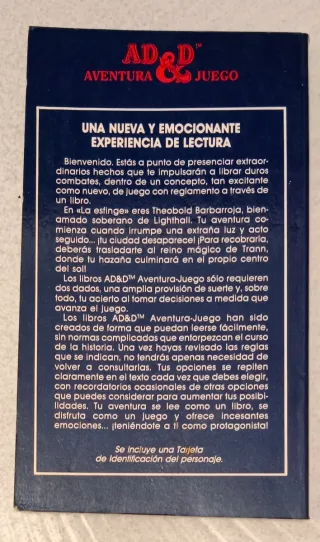 AD&D™
AVENTURA JUEGO
UNA NUEVA Y EMOCIONANTE
EXPERIENCIA DE LECTURA
Bienvenido. Estás a punto de presenciar extraor-
dinarios hechos que te impulsarán a librar duros
combates, dentro de un concepto, tan excitante
como nuevo, de juego con reglamento a través de
un libro.
En «La esfinge» eres Theobold Barbarroja, bien-
amado soberano de Lighthall. Tu aventura co-
mienza cuando irrumpe una extraña luz y acto
seguido... ¡tu ciudad desaparece! ¡Para recobrarla,
deberás trasladarte al reino mágico de Trann,
donde tu hazaña culminará en el propio centro
del sol!
Los libros AD&D™ Aventura-Juego sólo requieren
dos dados, una amplia provisión de suerte y, sobre
todo, tu acierto al tomar decisiones a medida que
avanza el juego.
Los libros AD&D™ Aventura-Juego han sido
creados de forma que puedan leerse fácilmente,
sin normas complicadas que entorpezcan el curso
de la historia. Una vez hayas revisado las reglas
que se indican, no tendrás apenas necesidad de
volver a consultarlas. Tus opciones se repiten
claramente en el texto cada vez que debes elegir,
con recordatorios ocasionales de otras opciones
que puedes considerar para aumentar tus posibi-
lidades. Tu aventura se lee como un libro, se
disfruta como un juego y ofrece incesantes
emociones... ¡teniéndote a ti como protagonista!
Se incluye una Tarjeta
de Identificación del personaje.